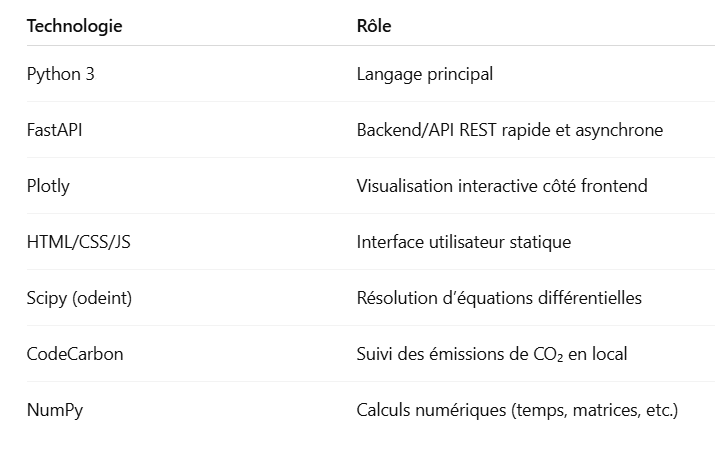 Technologie Rôle
Python 3 Langage principal
FastAPI Backend/API REST rapide et asynchrone
Plotly Visualisation interactive côté frontend
HTML/CSS/JS Interface utilisateur statique
Scipy (odeint) Résolution d’équations différentielles
CodeCarbon Suivi des émissions de CO₂ en local
NumPy Calculs numériques (temps, matrices, etc.)